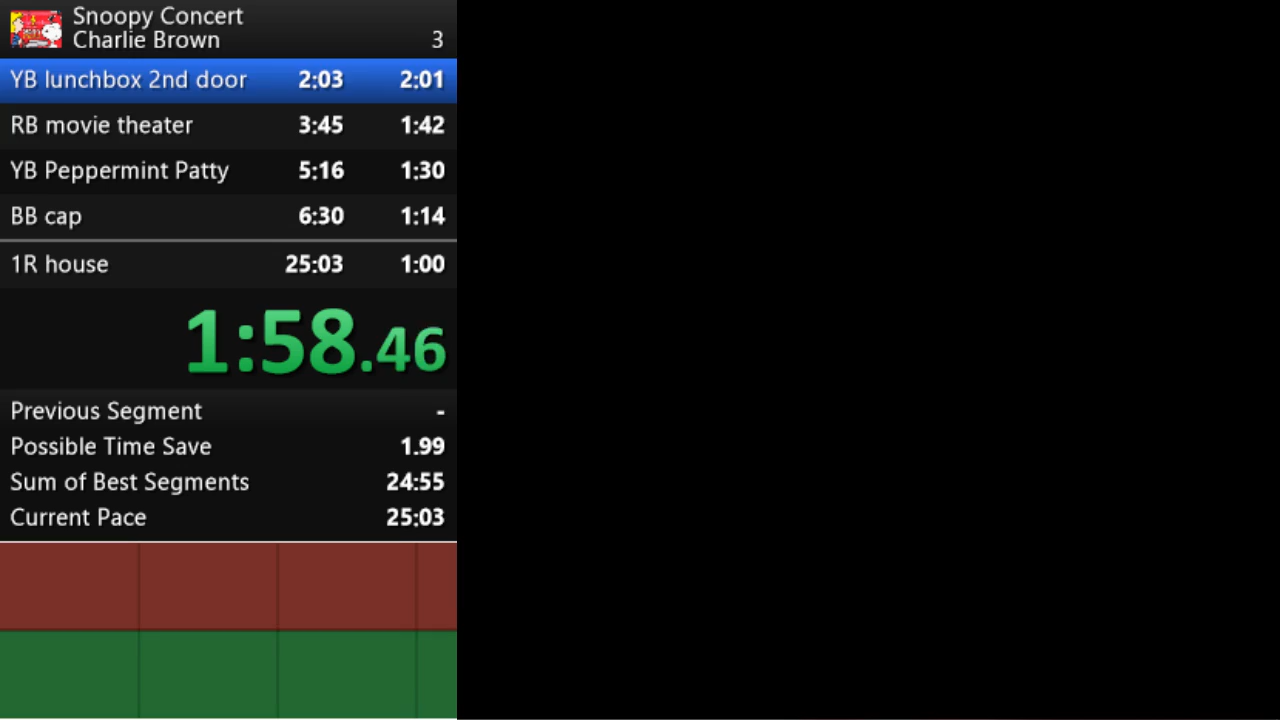 Snoopy Concert
Charlie Brown 3
YB lunchbox 2nd door 2:03 2:01
RB movie theater 3:45 1:42
YB Peppermint Patty 5:16 1:30
BB cap 6:30 1:14
1R house 25:03 1:00
1:58.46
Previous Segment -
Possible Time Save 1.99
Sum of Best Segments 24:55
Current Pace 25:03